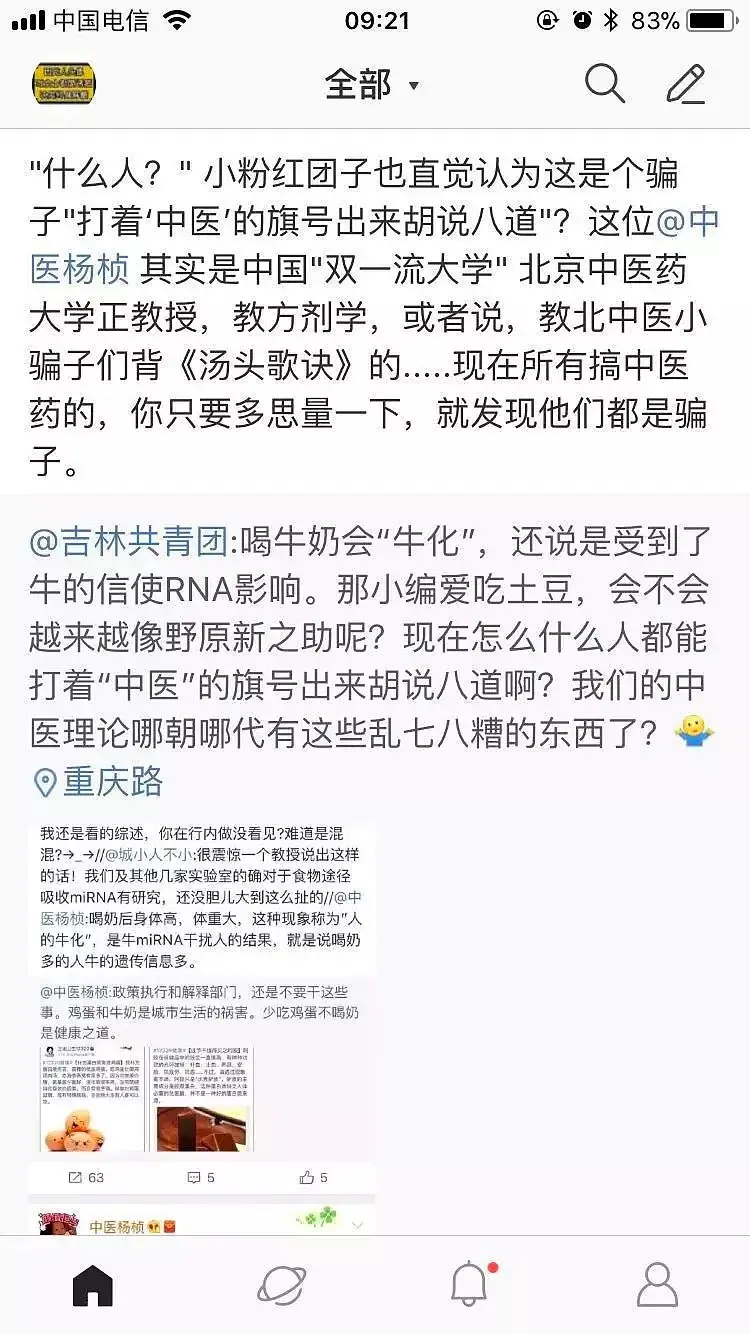 中国电信
09:21
83%
全部
"什么人？" 小粉红团子也直觉认为这是个骗
子"打着‘中医’的旗号出来胡说八道"？这位@中
医杨桢 其实是中国"双一流大学" 北京中医药
大学正教授，教方剂学，或者说，教北中医小
骗子们背《汤头歌诀》的.....现在所有搞中医
药的，你只要多思量一下，就发现他们都是骗
子。
@吉林共青团:喝牛奶会“牛化”，还说是受到了
牛的信使RNA影响。那小编爱吃土豆，会不会
越来越像野原新之助呢？现在怎么什么人都能
打着“中医”的旗号出来胡说八道啊？我们的中
医理论哪朝哪代有这些乱七八糟的东西了？
重庆路
我还是看的综述，你在行内做没看见?难道是混
混?→_→//@城小人不小:很震惊一个教授说出这样
的话！我们及其他几家实验室的确对于食物途径
吸收miRNA有研究，还没胆儿大到这么扯的//@中
医杨桢:喝奶后身体高，体重大，这种现象称为“人
的牛化”，是牛miRNA干扰人的结果，就是说喝奶
多的人牛的遗传信息多。
@中医杨桢:政策执行和解释部门，还是不要干这些
事。鸡蛋和牛奶是城市生活的祸害。少吃鸡蛋不喝奶
是健康之道。
63
5
5
中医杨桢